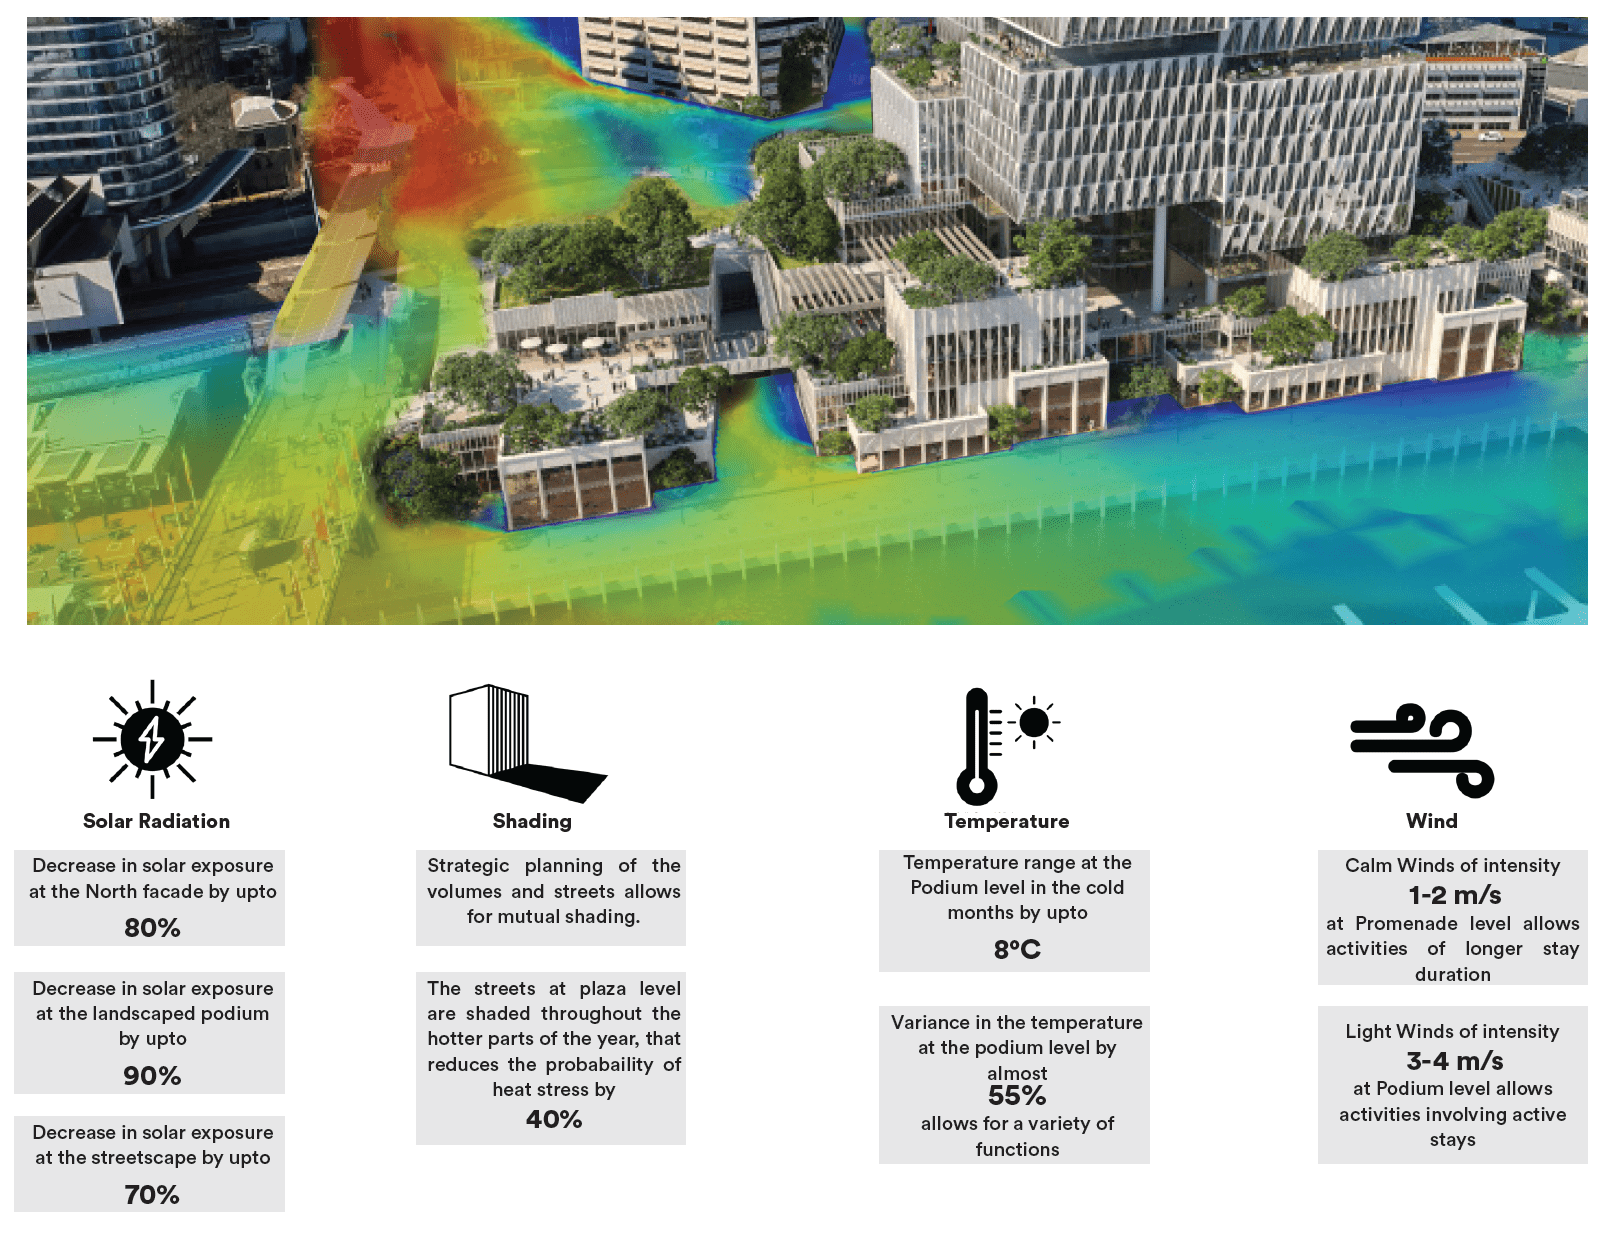 Solar Radiation
Decrease in solar exposure
at the North facade by upto
80%
Decrease in solar exposure
at the landscaped podium
by upto
90%
Decrease in solar exposure
at the streetscape by upto
70%
Shading
Strategic planning of the
volumes and streets allows
for mutual shading.
The streets at plaza level
are shaded throughout the
hotter parts of the year, that
reduces the probabaility of
heat stress by
40%
Temperature
Temperature range at the
Podium level in the cold
months by upto
8°C
Variance in the temperature
at the podium level by
almost
55%
allows for a variety of
functions
Wind
Calm Winds of intensity
1-2 m/s
at Promenade level allows
activities of longer stay
duration
Light Winds of intensity
3-4 m/s
at Podium level allows
activities involving active
stays